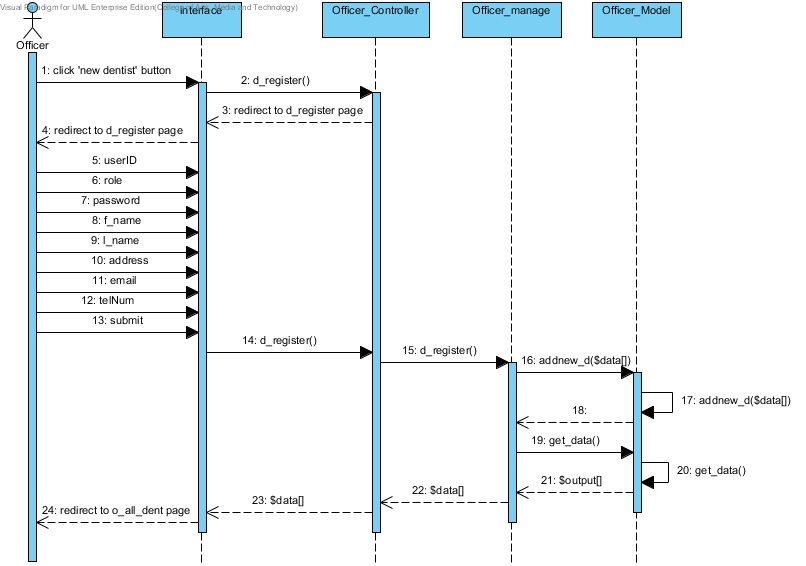 Visual Paradigm for UML Enterprise Edition(College of Arts, Media and Technology)
Interface
Officer_Controller
Officer_manage
Officer_Model
Officer
1: click 'new dentist' button
2: d_register()
3: redirect to d_register page
4: redirect to d_register page
5: userID
6: role
7: password
8: f_name
9: l_name
10: address
11: email
12: telNum
13: submit
14: d_register()
15: d_register()
16: addnew_d($data[])
17: addnew_d($data[])
18:
19: get_data()
20: get_data()
21: $output[]
22: $data[]
23: $data[]
24: redirect to o_all_dent page